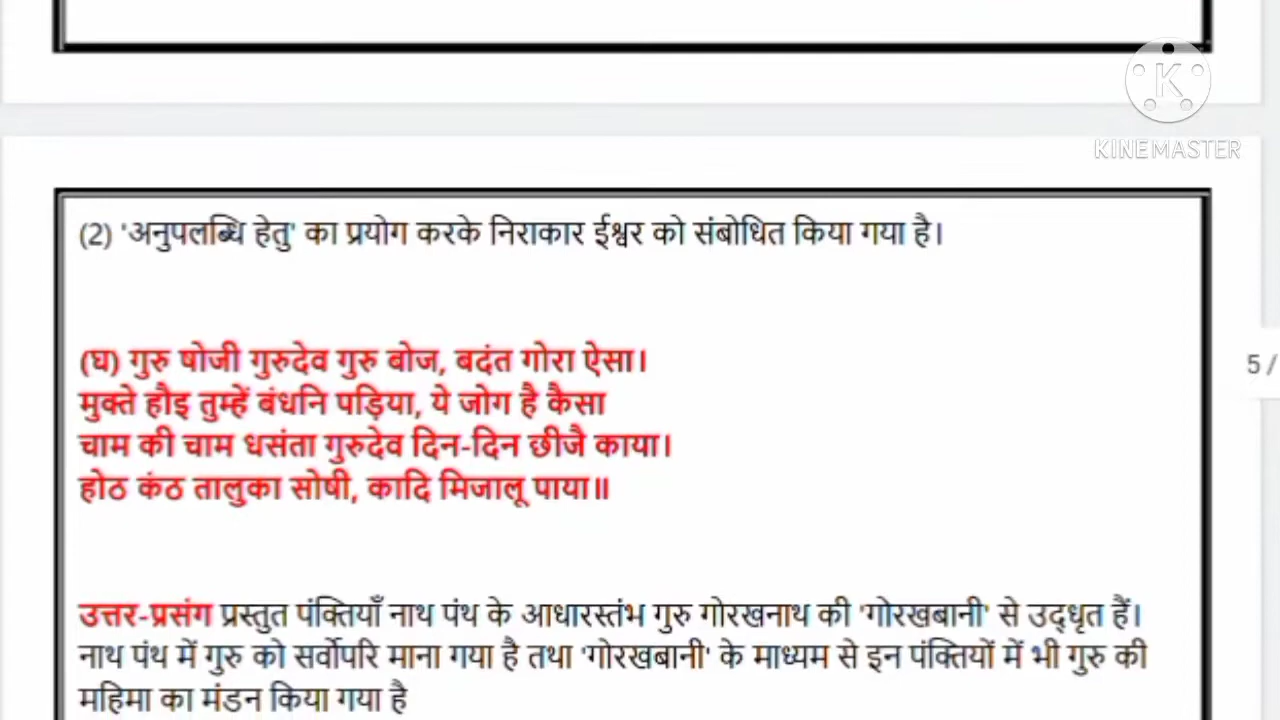 KINEMASTER
(2) 'अनुपलब्धि हेतु' का प्रयोग करके निराकार ईश्वर को संबोधित किया गया है।
(घ) गुरु षोजी गुरुदेव गुरु बोज, बदंत गोरा ऐसा।
मुक्ते हौइ तुम्हें बंधनि पड़िया, ये जोग है कैसा
चाम की चाम धसंता गुरुदेव दिन-दिन छीजै काया।
होठ कंठ तालुका सोषी, कादि मिजालू पाया॥
उत्तर-प्रसंग प्रस्तुत पंक्तियाँ नाथ पंथ के आधारस्तंभ गुरु गोरखनाथ की 'गोरखबानी' से उद्धृत हैं।
नाथ पंथ में गुरु को सर्वोपरि माना गया है तथा 'गोरखबानी' के माध्यम से इन पंक्तियों में भी गुरु की
महिमा का मंडन किया गया है
5 /